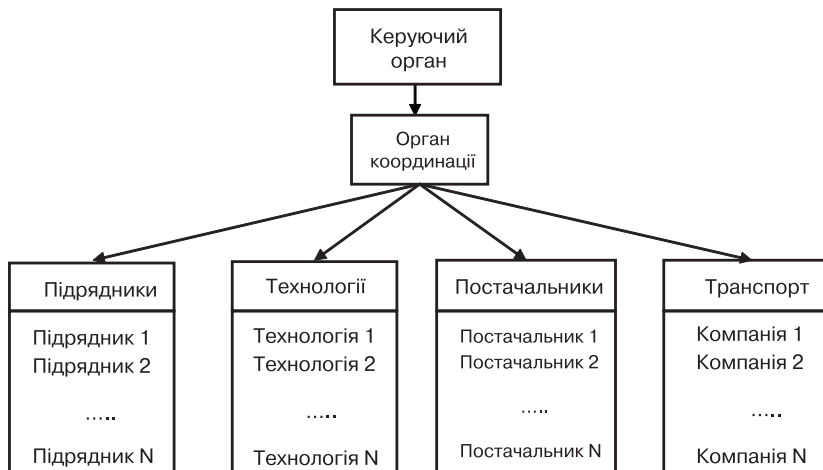 Керуючий
орган
Орган
координації
Підрядники
Підрядник 1
Підрядник 2
.....
Підрядник N
Технології
Технологія 1
Технологія 2
.....
Технологія N
Постачальники
Постачальник 1
Постачальник 2
.....
Постачальник N
Транспорт
Компанія 1
Компанія 2
.....
Компанія N